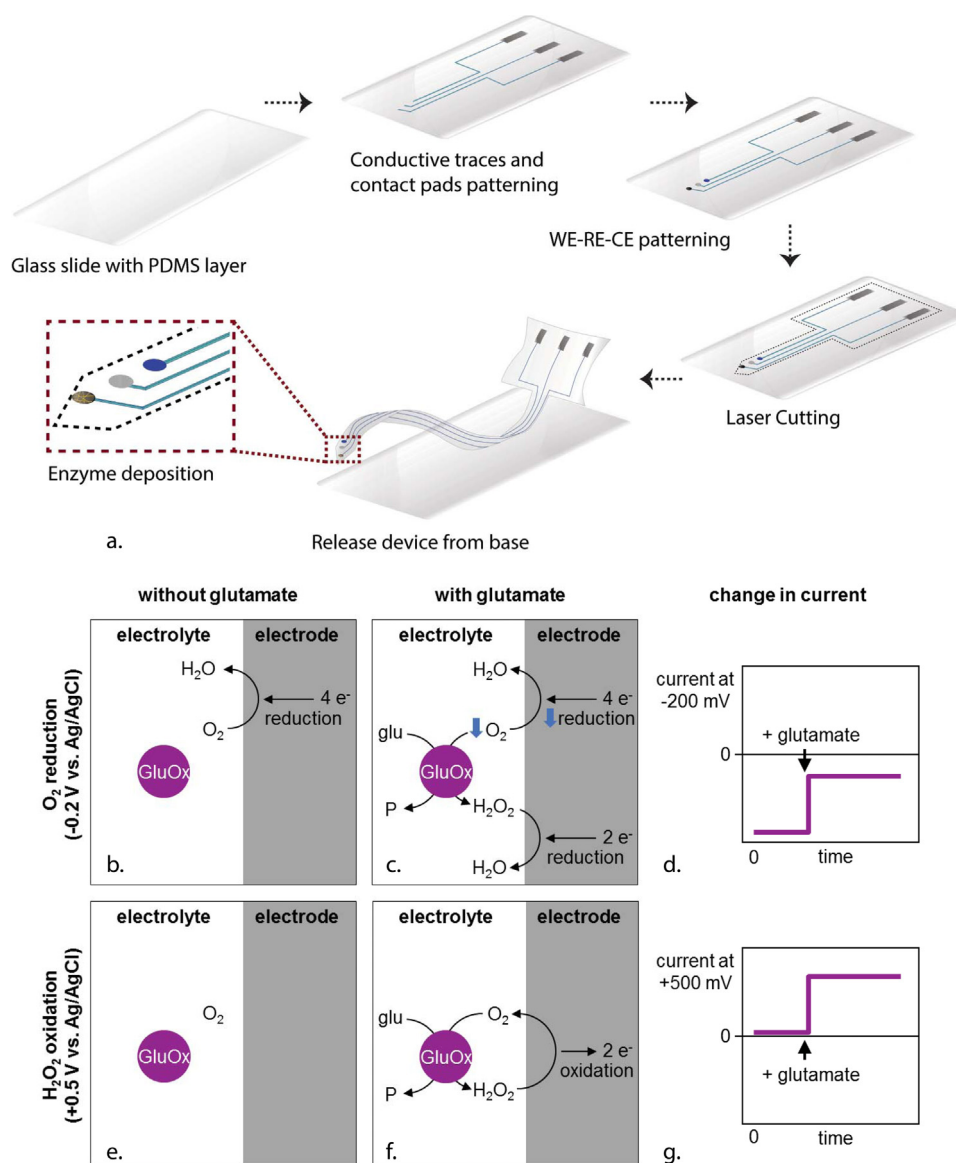 Glass slide with PDMS layer
Conductive traces and
contact pads patterning
WE-RE-CE patterning
Laser Cutting
Enzyme deposition
Release device from base
a.
without glutamate
with glutamate
change in current
O₂ reduction
(-0.2 V vs. Ag/AgCl)
electrolyte electrode
H₂O
4 e⁻
reduction
O₂
GluOx
b.
electrolyte electrode
H₂O
4 e⁻
reduction
glu
O₂
GluOx
P
H₂O₂
2 e⁻
reduction
H₂O
c.
current at
-200 mV
+ glutamate
0
0 time
d.
H₂O₂ oxidation
(+0.5 V vs. Ag/AgCl)
electrolyte electrode
O₂
GluOx
e.
electrolyte electrode
glu
O₂
GluOx
2 e⁻
oxidation
P
H₂O₂
f.
current at
+500 mV
0
+ glutamate
0 time
g.